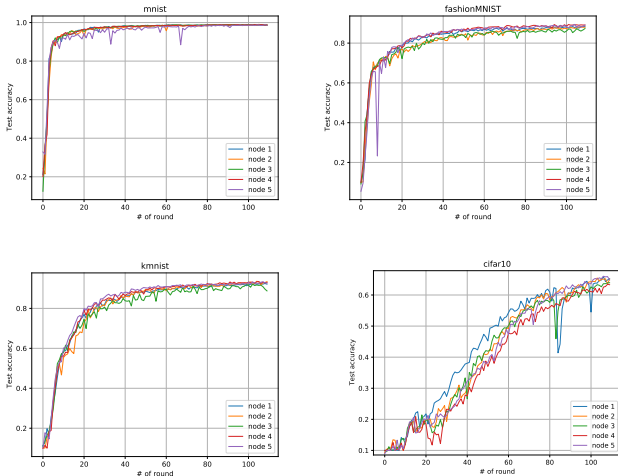 mnist
1.0
0.8
0.6
0.4
0.2
0 20 40 60 80 100
Test accuracy
# of round
node 1
node 2
node 3
node 4
node 5
fashionMNIST
0.8
0.6
0.4
0.2
0 20 40 60 80 100
Test accuracy
# of round
node 1
node 2
node 3
node 4
node 5
kmnist
0.8
0.6
0.4
0.2
0 20 40 60 80 100
Test accuracy
# of round
node 1
node 2
node 3
node 4
node 5
cifar10
0.6
0.5
0.4
0.3
0.2
0.1
0 20 40 60 80 100
Test accuracy
# of round
node 1
node 2
node 3
node 4
node 5